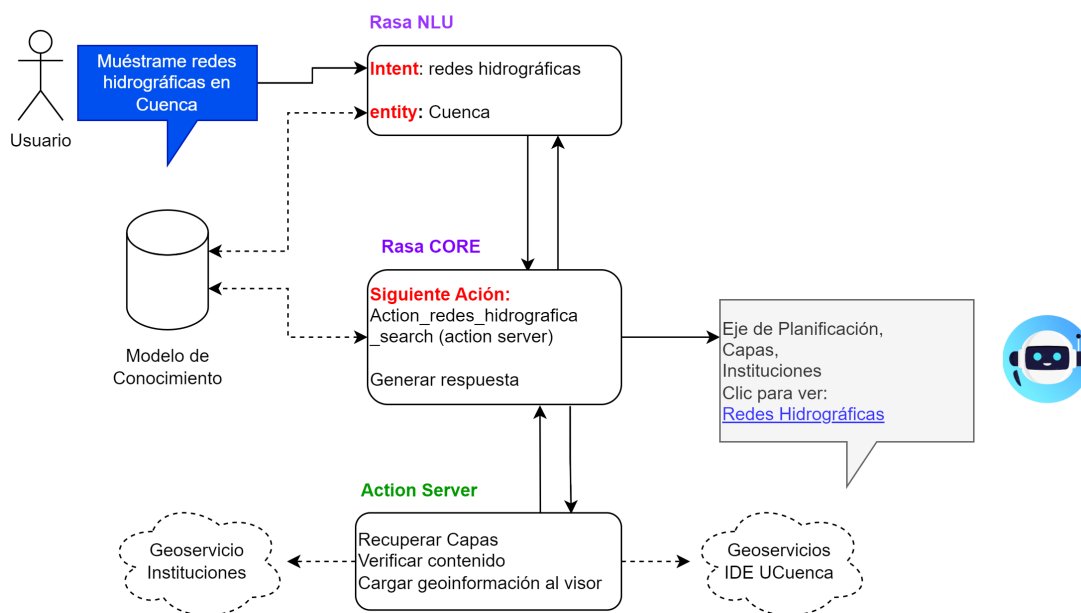 Rasa NLU
Muéstrame redes
hidrográficas en
Cuenca
Usuario
Intent: redes hidrográficas
entity: Cuenca
Rasa CORE
Siguiente Ación:
Action_redes_hidrografica
_search (action server)
Generar respuesta
Modelo de
Conocimiento
Eje de Planificación,
Capas,
Instituciones
Clic para ver:
Redes Hidrográficas
Action Server
Recuperar Capas
Verificar contenido
Cargar geoinformación al visor
Geoservicio
Instituciones
Geoservicios
IDE UCuenca